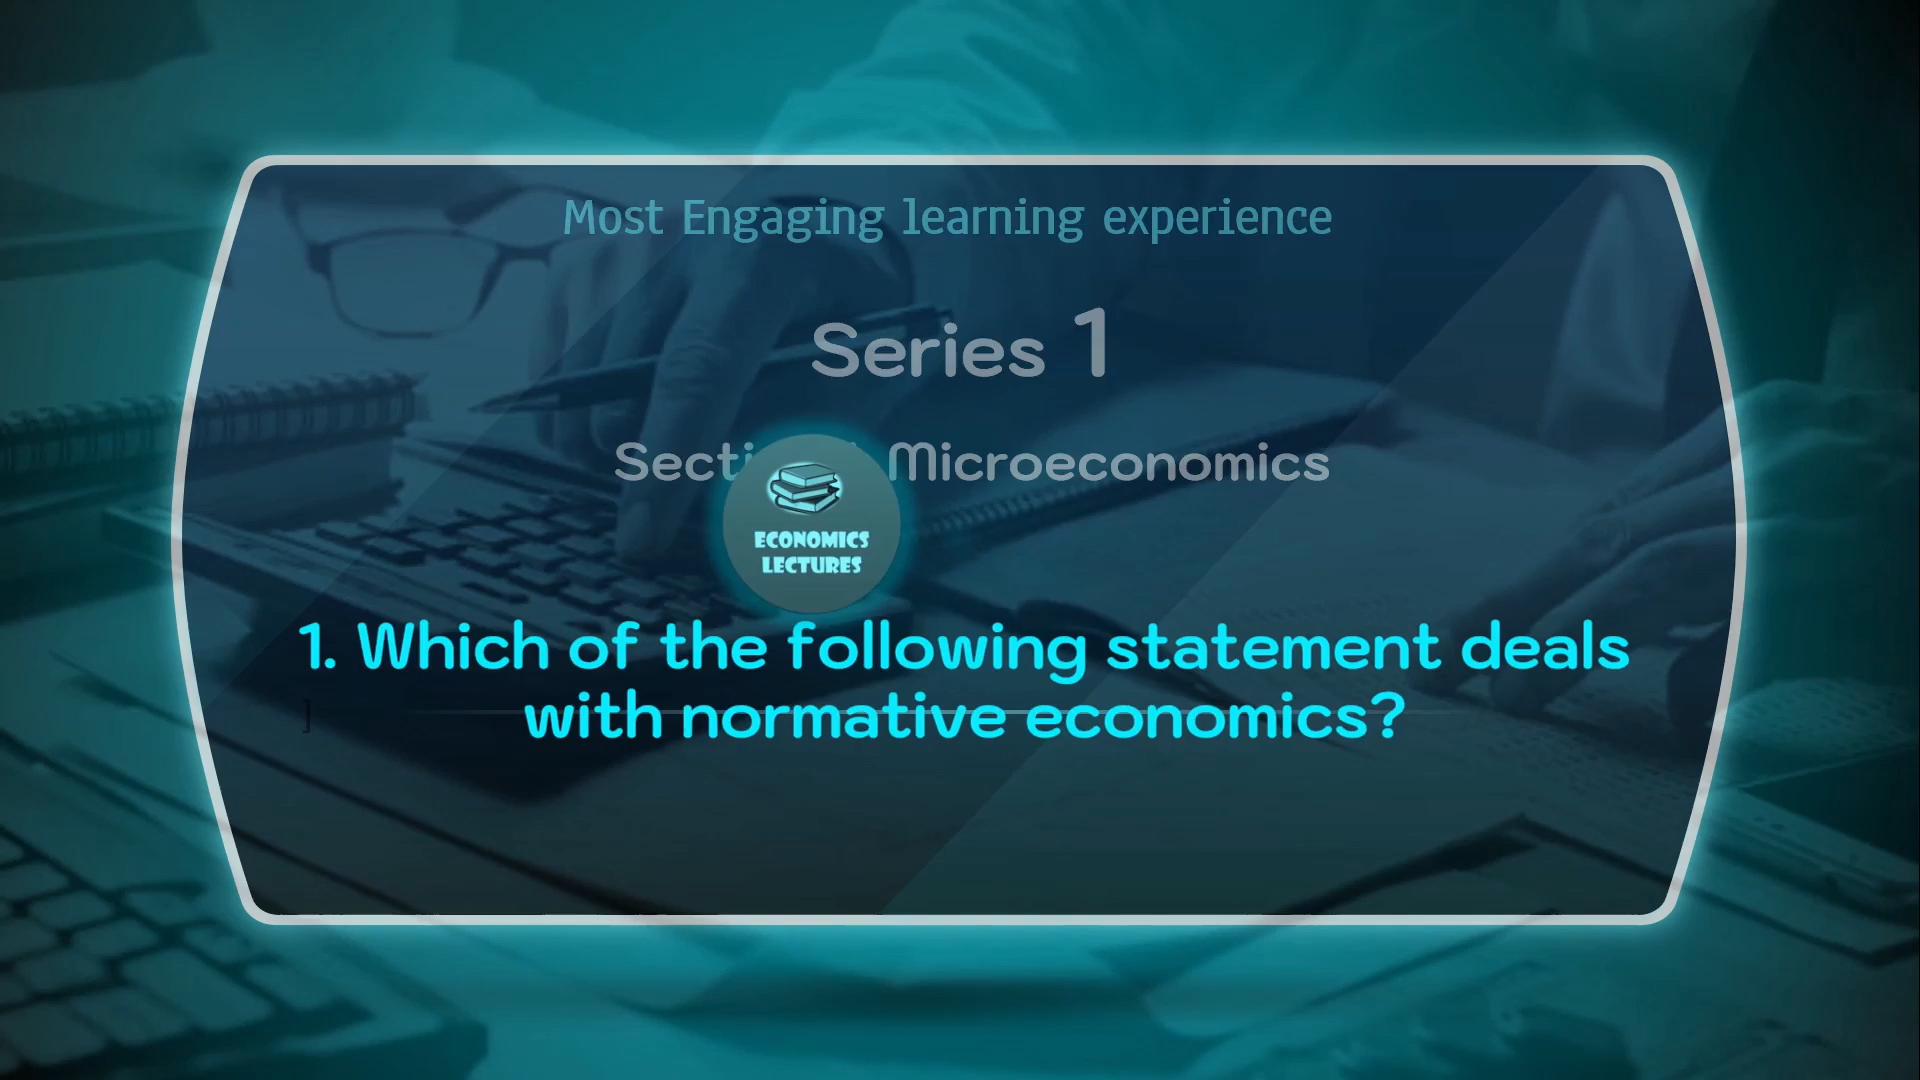 Most Engaging learning experience
Series 1
Microeconomics
ECONOMICS
LECTURES
1. Which of the following statement deals
with normative economics?